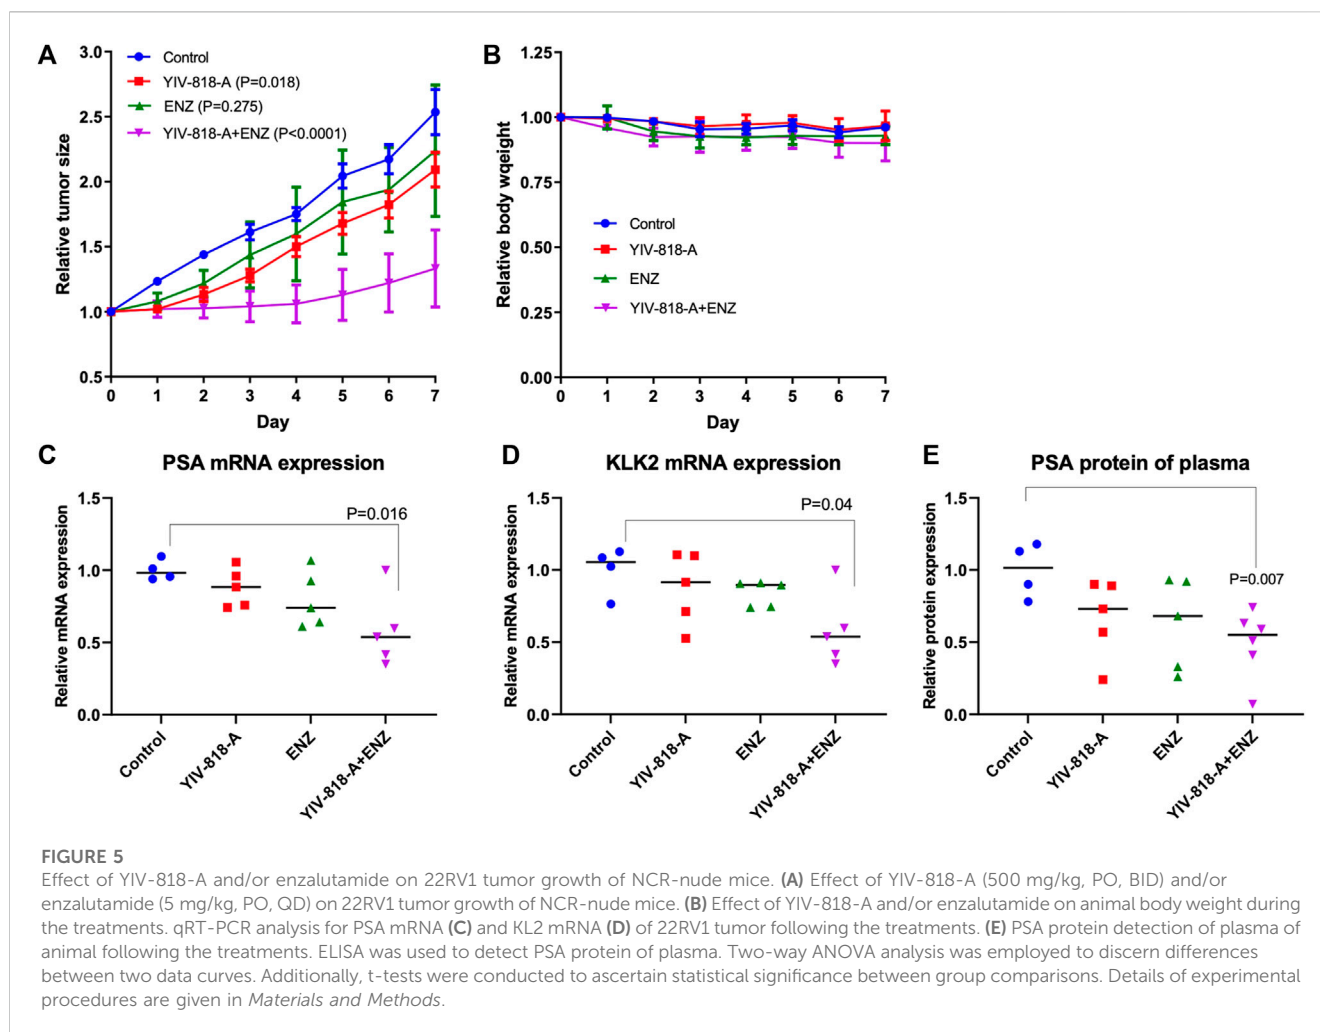 A
Relative tumor size
3.0
2.5
2.0
1.5
1.0
0.5
Control
YIV-818-A (P=0.018)
ENZ (P=0.275)
YIV-818-A+ENZ (P<0.0001)
0 1 2 3 4 5 6 7
Day
B
Relative body wqeight
1.25
1.00
0.75
0.50
0.25
0.00
Control
YIV-818-A
ENZ
YIV-818-A+ENZ
0 1 2 3 4 5 6 7
Day
C
PSA mRNA expression
Relative mRNA expression
1.5
1.0
0.5
0.0
P=0.016
Control
YIV-818-A
ENZ
YIV-818-A+ENZ
D
KLK2 mRNA expression
Relative mRNA expression
1.5
1.0
0.5
0.0
P=0.04
Control
YIV-818-A
ENZ
YIV-818-A+ENZ
E
PSA protein of plasma
Relative protein expression
1.5
1.0
0.5
0.0
P=0.007
Control
YIV-818-A
ENZ
YIV-818-A+ENZ
FIGURE 5
Effect of YIV-818-A and/or enzalutamide on 22RV1 tumor growth of NCR-nude mice. (A) Effect of YIV-818-A (500 mg/kg, PO, BID) and/or
enzalutamide (5 mg/kg, PO, QD) on 22RV1 tumor growth of NCR-nude mice. (B) Effect of YIV-818-A and/or enzalutamide on animal body weight during
the treatments. qRT-PCR analysis for PSA mRNA (C) and KL2 mRNA (D) of 22RV1 tumor following the treatments. (E) PSA protein detection of plasma of
animal following the treatments. ELISA was used to detect PSA protein of plasma. Two-way ANOVA analysis was employed to discern differences
between two data curves. Additionally, t-tests were conducted to ascertain statistical significance between group comparisons. Details of experimental
procedures are given in Materials and Methods.